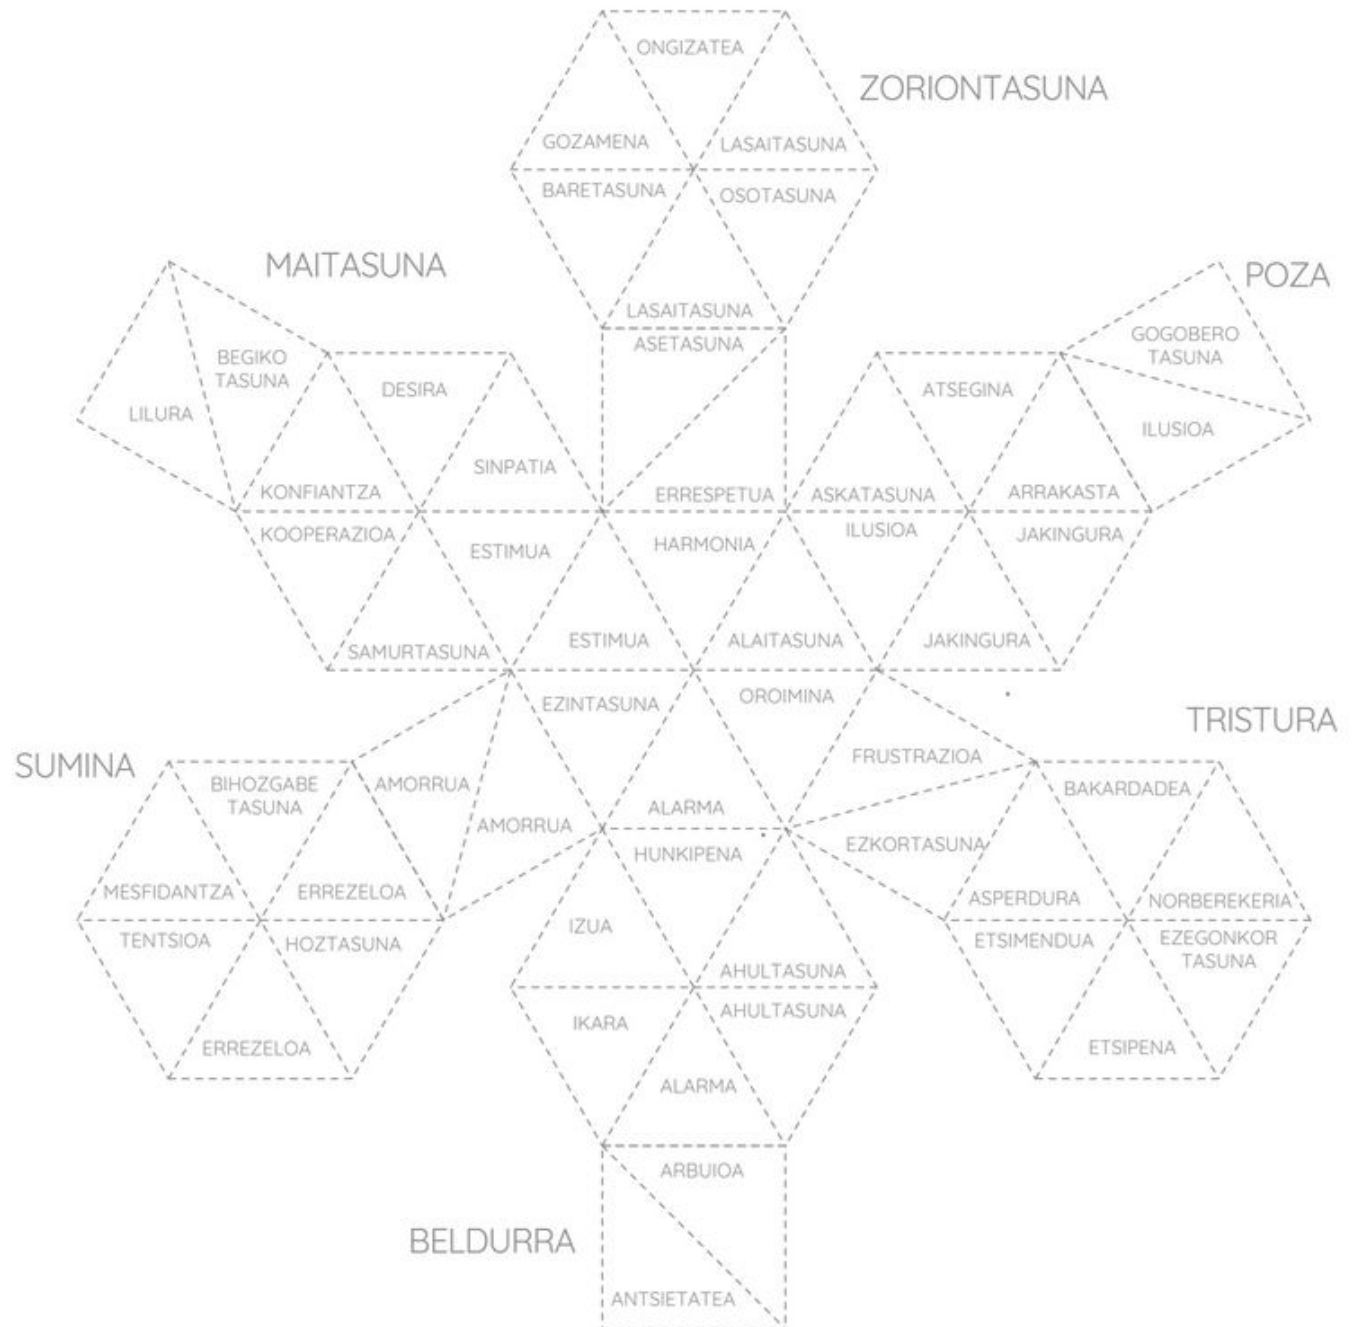 ONGIZATEA
ZORIONTASUNA
GOZAMENA
LASAITASUNA
BARETASUNA
OSOTASUNA
LASAITASUNA
ASETASUNA
MAITASUNA
POZA
BEGIKO
TASUNA
LILURA
DESIRA
SINPATIA
KONFIANTZA
KOOPERAZIOA
ESTIMUA
SAMURTASUNA
ERRESPETUA
HARMONIA
ESTIMUA
ALAITASUNA
ATSEGINA
GOGOBERO
TASUNA
ILUSIOA
ASKATASUNA
ARRAKASTA
ILUSIOA
JAKINGURA
JAKINGURA
EZINTASUNA
OROIMINA
ALARMA
SUMINA
BIHOZGABE
TASUNA
AMORRUA
AMORRUA
MESFIDANTZA
ERREZELOA
TENTSIOA
HOZTASUNA
ERREZELOA
TRISTURA
FRUSTRAZIOA
EZKORTASUNA
BAKARDADEA
ASPERDURA
NORBEREKERIA
ETSIMENDUA
EZEGONKOR
TASUNA
ETSIPENA
HUNKIPENA
IZUA
AHULTASUNA
IKARA
AHULTASUNA
ALARMA
ARBUIOA
BELDURRA
ANTSIETATEA